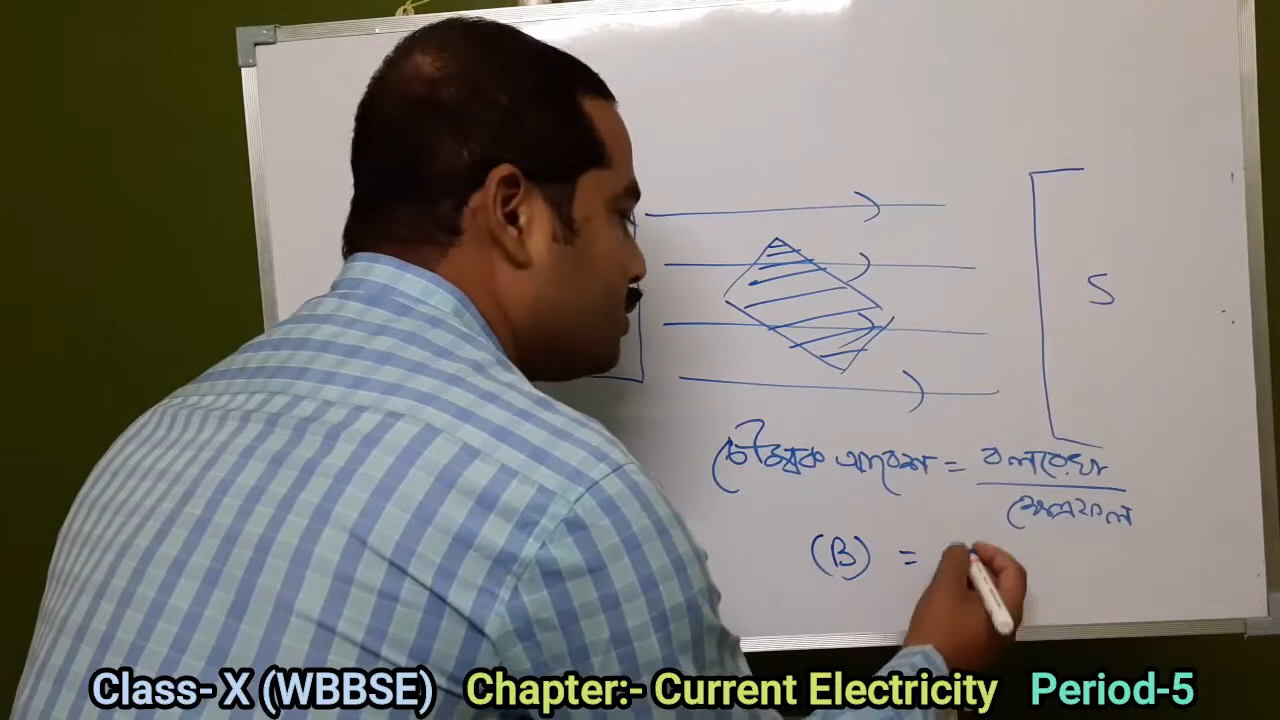 S
চৌম্বক আবেশ = বলরেখা / ক্ষেত্রফল
(B) =
Class- X (WBBSE) Chapter:- Current Electricity Period-5